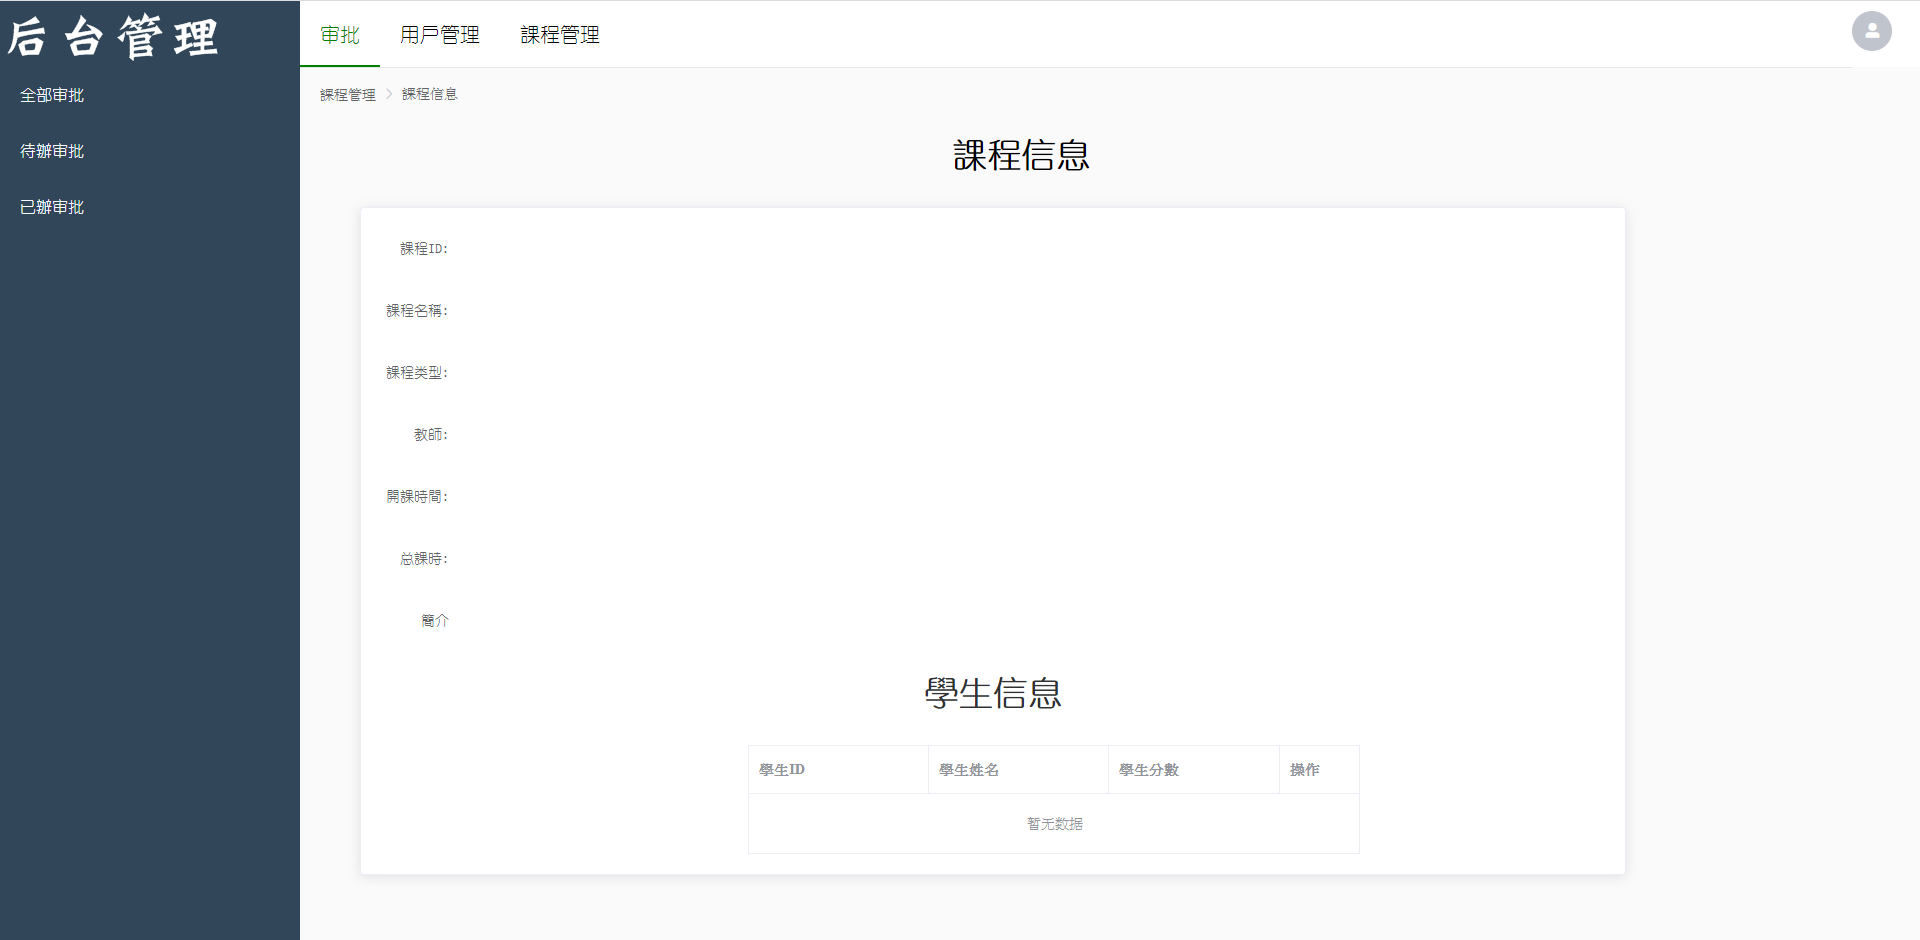 后台管理
审批 用戶管理 課程管理
全部审批
待辦审批
已辦审批
課程管理 > 課程信息
課程信息
課程ID:
課程名稱:
課程类型:
教師:
開課時間:
总課時:
簡介
學生信息
學生ID 學生姓名 學生分數 操作
暂无数据